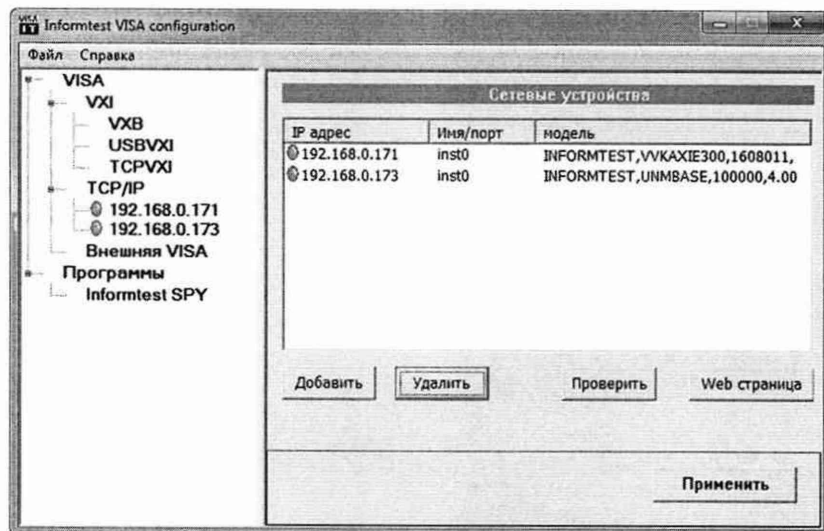 VISA
IT Informtest VISA configuration
Файл Справка
VISA
VXI
VXB
USBVXI
TCPVXI
TCP/IP
192.168.0.171
192.168.0.173
Внешняя VISA
Программы
Informtest SPY
Сетевые устройства
IP адрес Имя/порт модель
192.168.0.171 inst0 INFORMTEST,VVKAXIE300,1608011,
192.168.0.173 inst0 INFORMTEST,UNMBASE,100000,4.00
Добавить Удалить Проверить Web страница
Применить